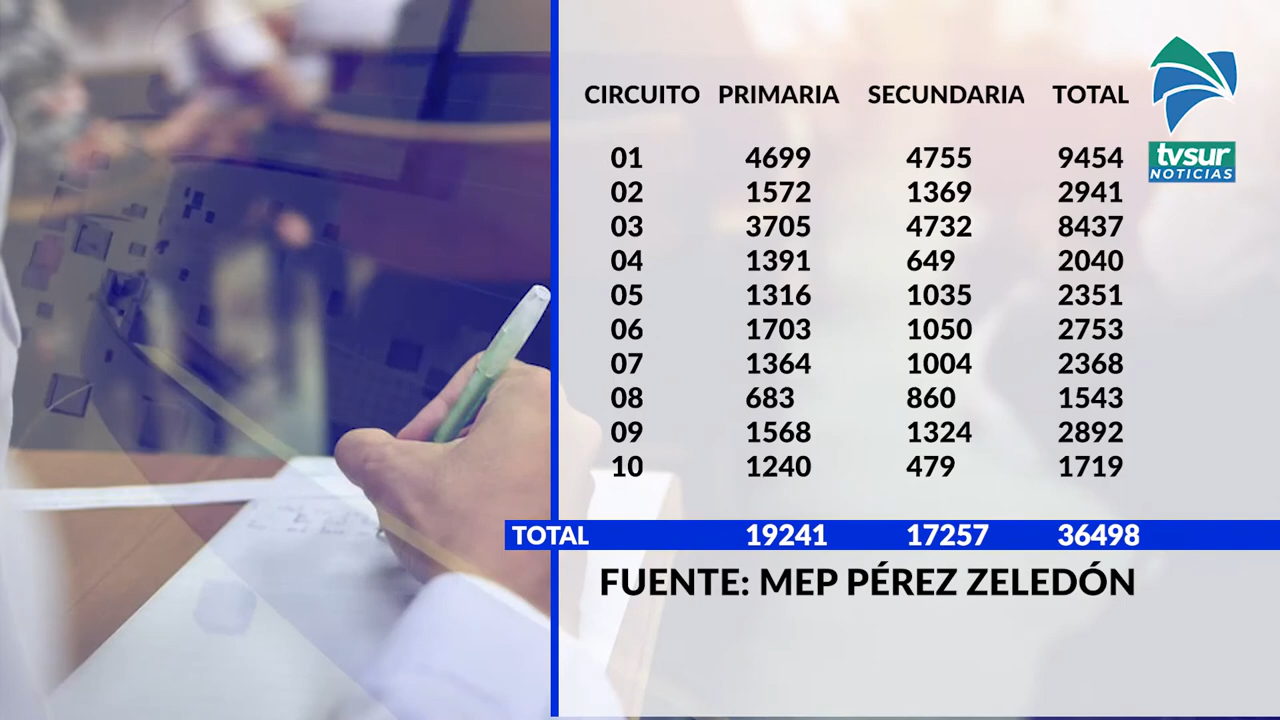 CIRCUITO PRIMARIA SECUNDARIA TOTAL
01 4699 4755 9454
02 1572 1369 2941
03 3705 4732 8437
04 1391 649 2040
05 1316 1035 2351
06 1703 1050 2753
07 1364 1004 2368
08 683 860 1543
09 1568 1324 2892
10 1240 479 1719
TOTAL 19241 17257 36498
FUENTE: MEP PÉREZ ZELEDÓN
tvsur
NOTICIAS